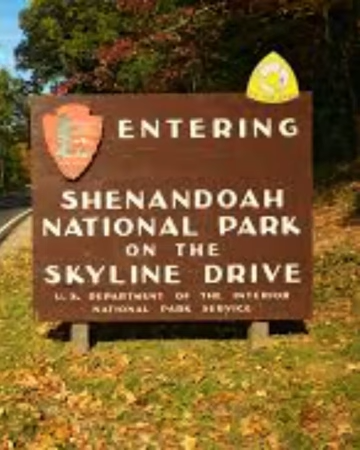 ENTERING
SHENANDOAH
NATIONAL PARK
ON THE
SKYLINE DRIVE
U.S. DEPARTMENT OF THE INTERIOR
NATIONAL PARK SERVICE